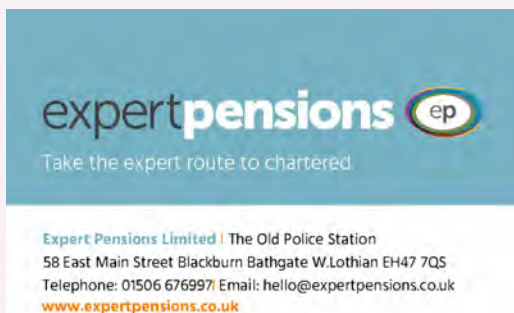 expertpensions ep
Take the expert route to chartered.
Expert Pensions Limited | The Old Police Station
58 East Main Street Blackburn Bathgate W.Lothian EH47 7QS
Telephone: 01506 676997| Email: hello@expertpensions.co.uk
www.expertpensions.co.uk